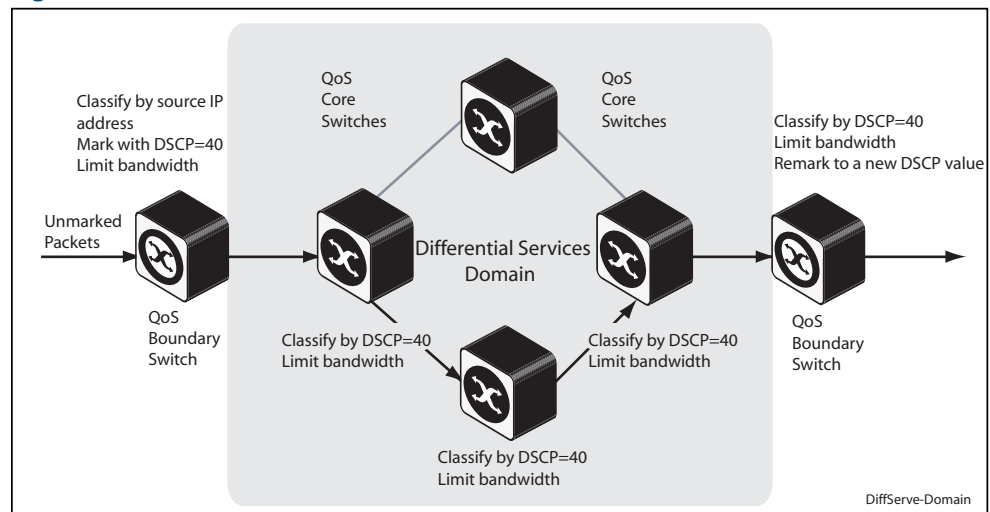 Classify by source IP
address
Mark with DSCP=40
Limit bandwidth
QoS
Core
Switches
QoS
Core
Switches
Classify by DSCP=40
Limit bandwidth
Remark to a new DSCP value
Unmarked
Packets
Differential Services
Domain
QoS
Boundary
Switch
Classify by DSCP=40
Limit bandwidth
Classify by DSCP=40
Limit bandwidth
QoS
Boundary
Switch
Classify by DSCP=40
Limit bandwidth
DiffServe-Domain